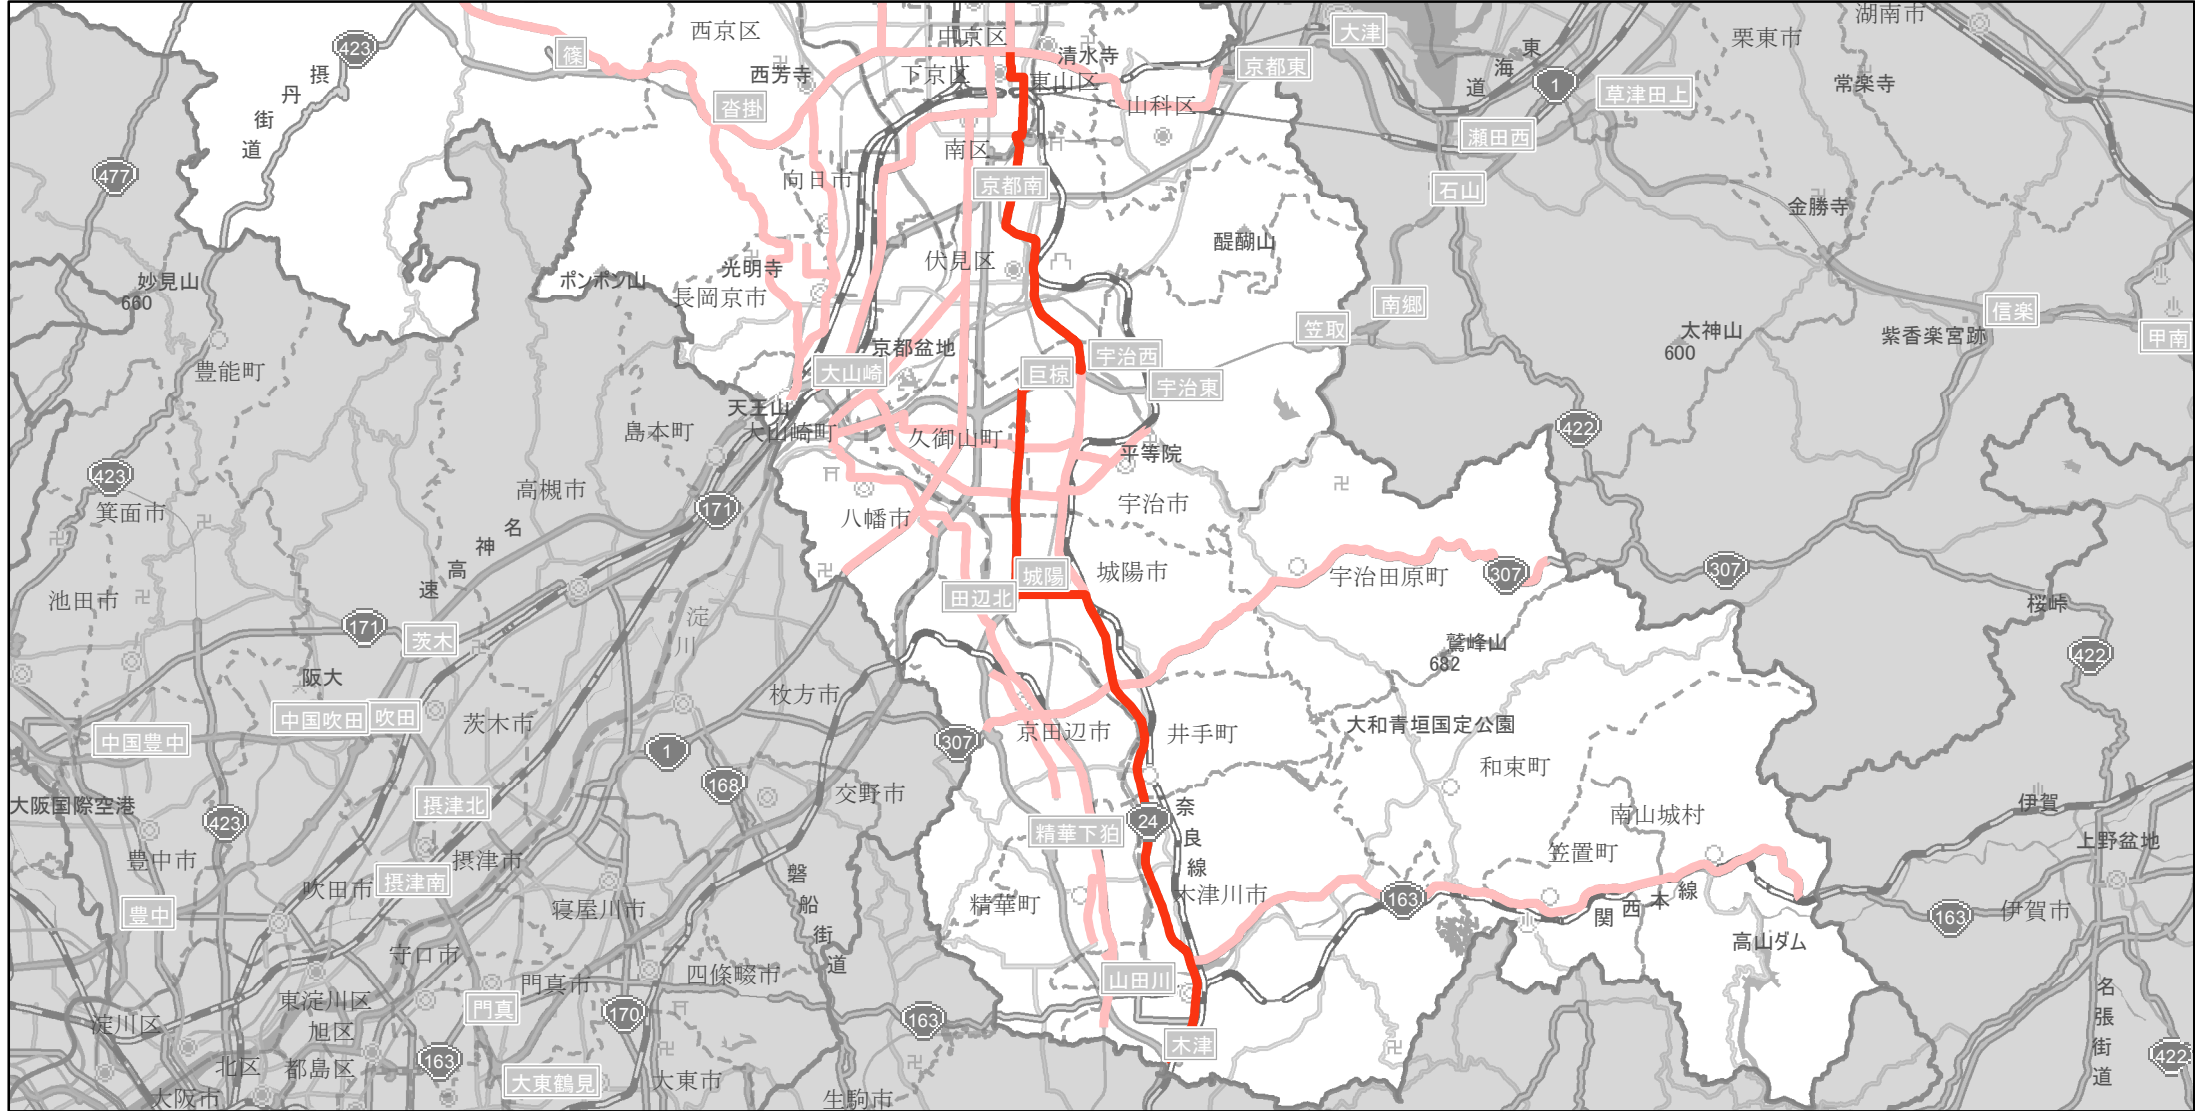 湖南市
中京区
西京区
423
篠
清水寺
大津
東海道
栗東市
摂丹街道
西芳寺
下京区
東山区
京都東
1
草津田上
常楽寺
沓掛
山科区
瀬田西
南区
477
向日市
京都南
石山
金勝寺
醍醐山
妙見山
660
ポンポン山
光明寺
長岡京市
伏見区
南郷
信楽
笠取
太神山
600
紫香楽宮跡
甲南
豊能町
京都盆地
大山崎
巨椋
宇治西
宇治東
天王山
島本町
大山崎町
久御山町
422
平等院
423
箕面市
高槻市
171
八幡市
宇治市
名神高速
池田市
城陽
城陽市
宇治田原町
307
307
田辺北
桜峠
171
茨木
淀川
鷲峰山
682
422
阪大
枚方市
中国吹田
吹田
茨木市
中国豊中
307
京田辺市
井手町
大和青垣国定公園
1
168
和束町
大阪国際空港
摂津北
交野市
奈良線
伊賀
423
精華下狛
24
南山城村
豊中市
摂津市
笠置町
上野盆地
摂津南
吹田市
磐船街道
木津川市
163
関西本線
豊中
寝屋川市
精華町
163
伊賀市
守口市
高山ダム
門真市
四條畷市
山田川
東淀川区
門真
名張街道
淀川区
旭区
170
163
木津
北区
都島区
163
422
大東鶴見
大東市
大阪市
生駒市